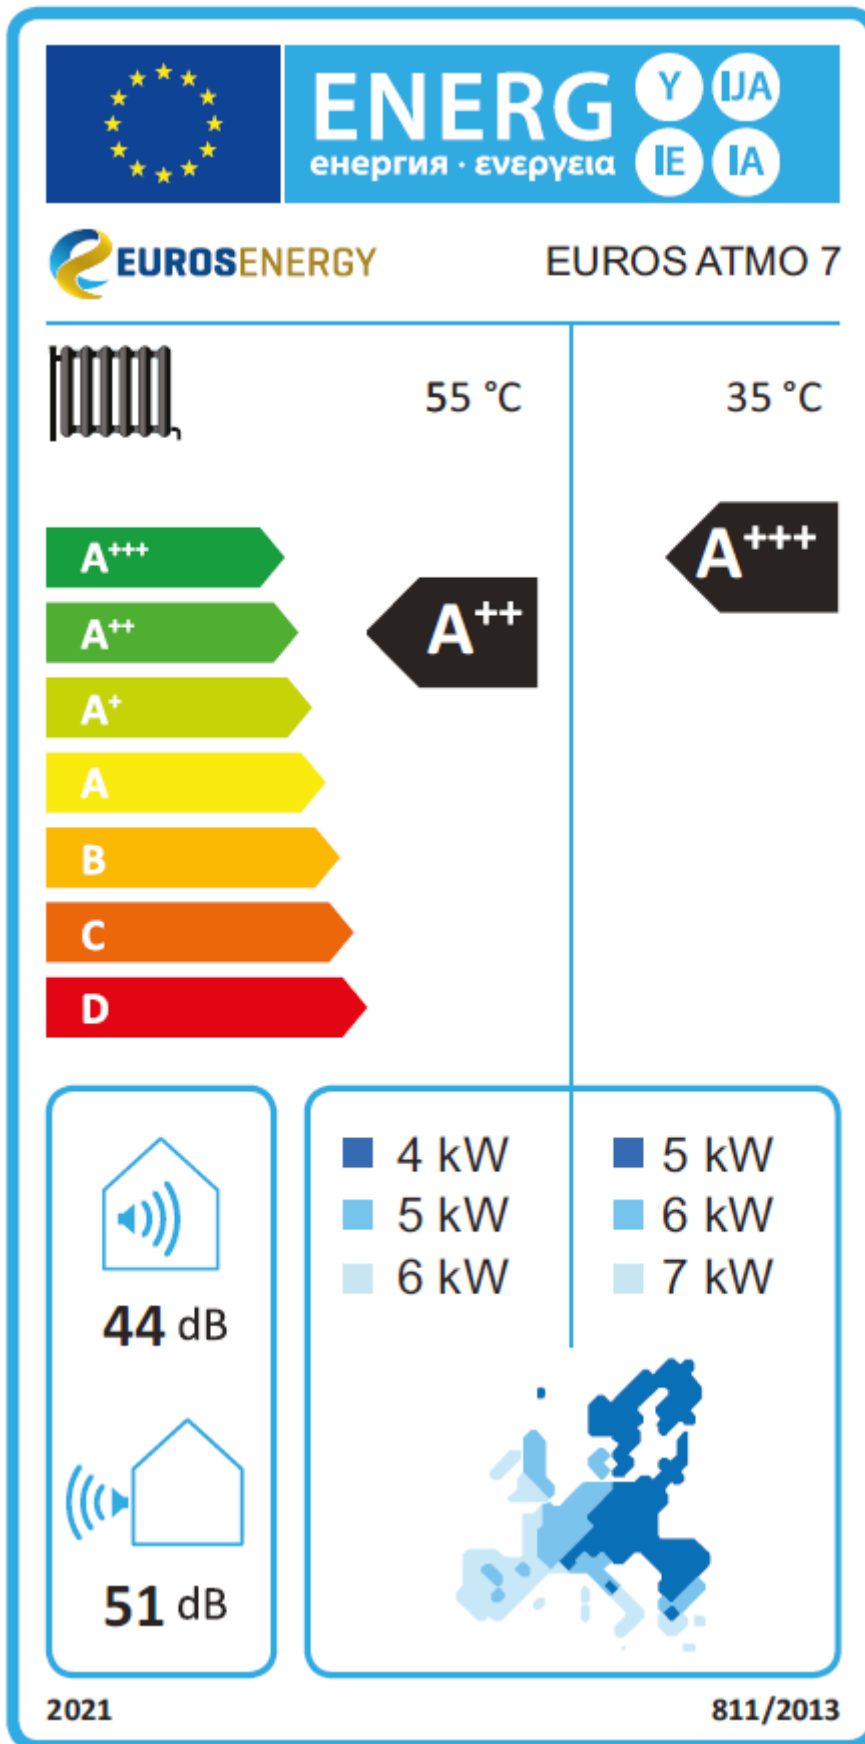 ENERG Y IJA
енергия · ενεργεια IE IA
EUROSENERGY EUROS ATMO 7
55 °C 35 °C
A+++ A+++
A++ A++
A+
A
B
C
D
4 kW 5 kW
5 kW 6 kW
6 kW 7 kW
44 dB
51 dB
2021 811/2013